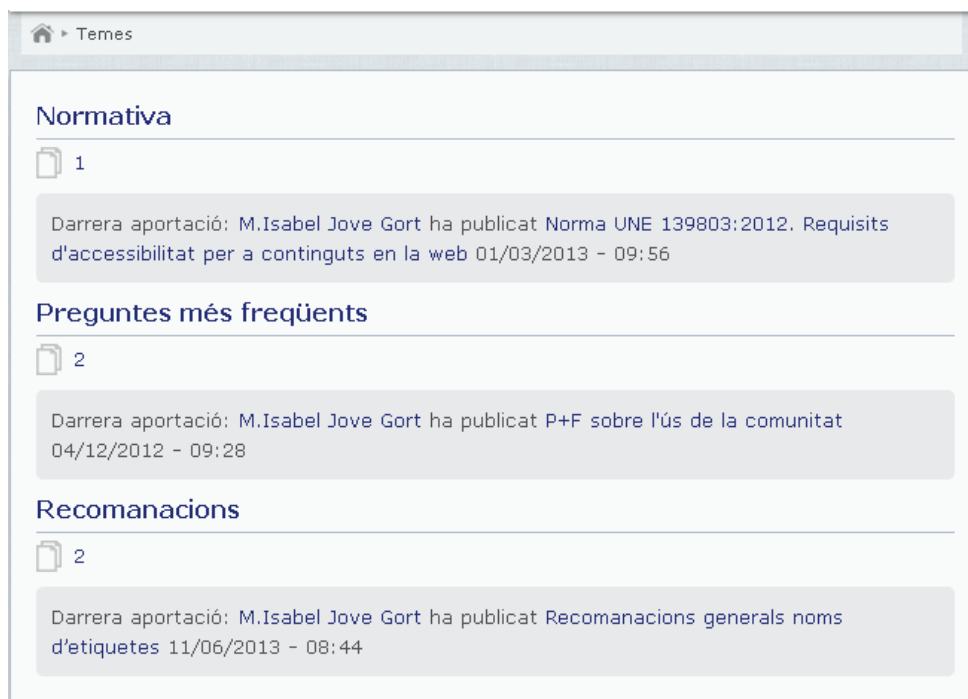 Temes
Normativa
1
Darrera aportació: M.Isabel Jove Gort ha publicat Norma UNE 139803:2012. Requisits
d'accessibilitat per a continguts en la web 01/03/2013 - 09:56
Preguntes més freqüents
2
Darrera aportació: M.Isabel Jove Gort ha publicat P+F sobre l'ús de la comunitat
04/12/2012 - 09:28
Recomanacions
2
Darrera aportació: M.Isabel Jove Gort ha publicat Recomanacions generals noms
d’etiquetes 11/06/2013 - 08:44